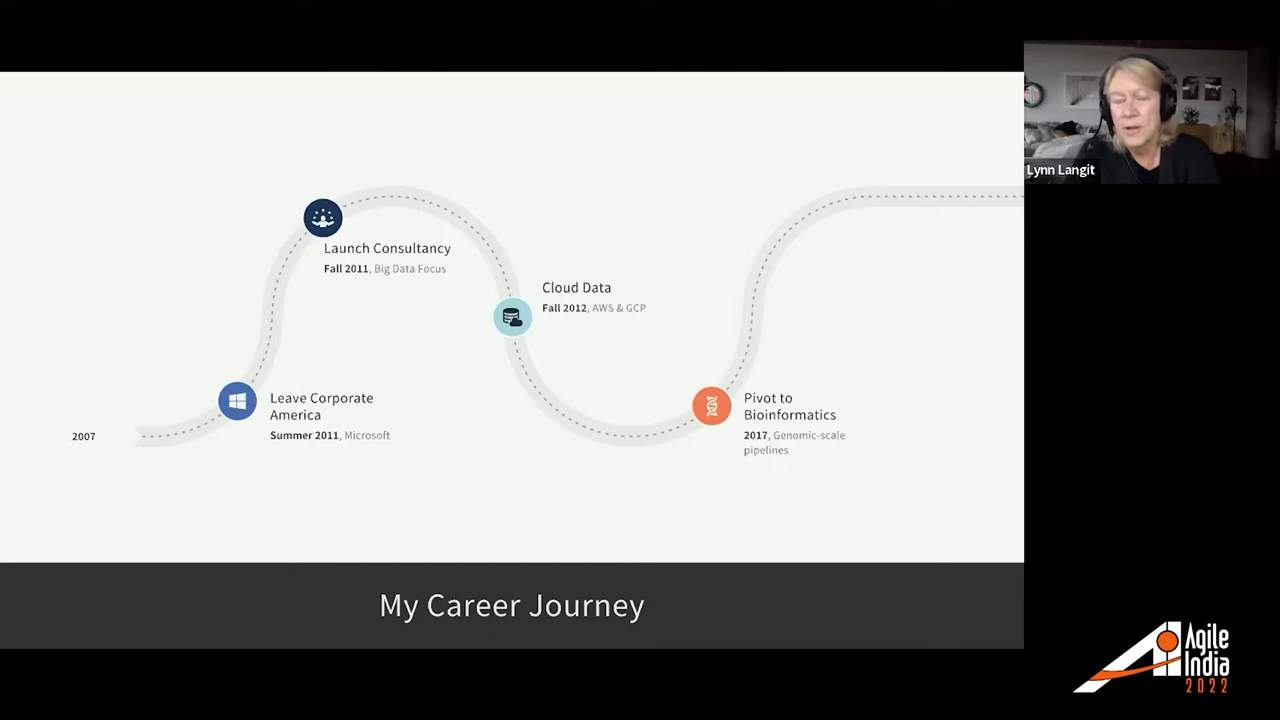 Lynn Langit
Launch Consultancy
Fall 2011, Big Data Focus
Cloud Data
Fall 2012, AWS & GCP
Leave Corporate
America
Summer 2011, Microsoft
2007
Pivot to
Bioinformatics
2017, Genomic-scale
pipelines
My Career Journey
Agile
India
2022